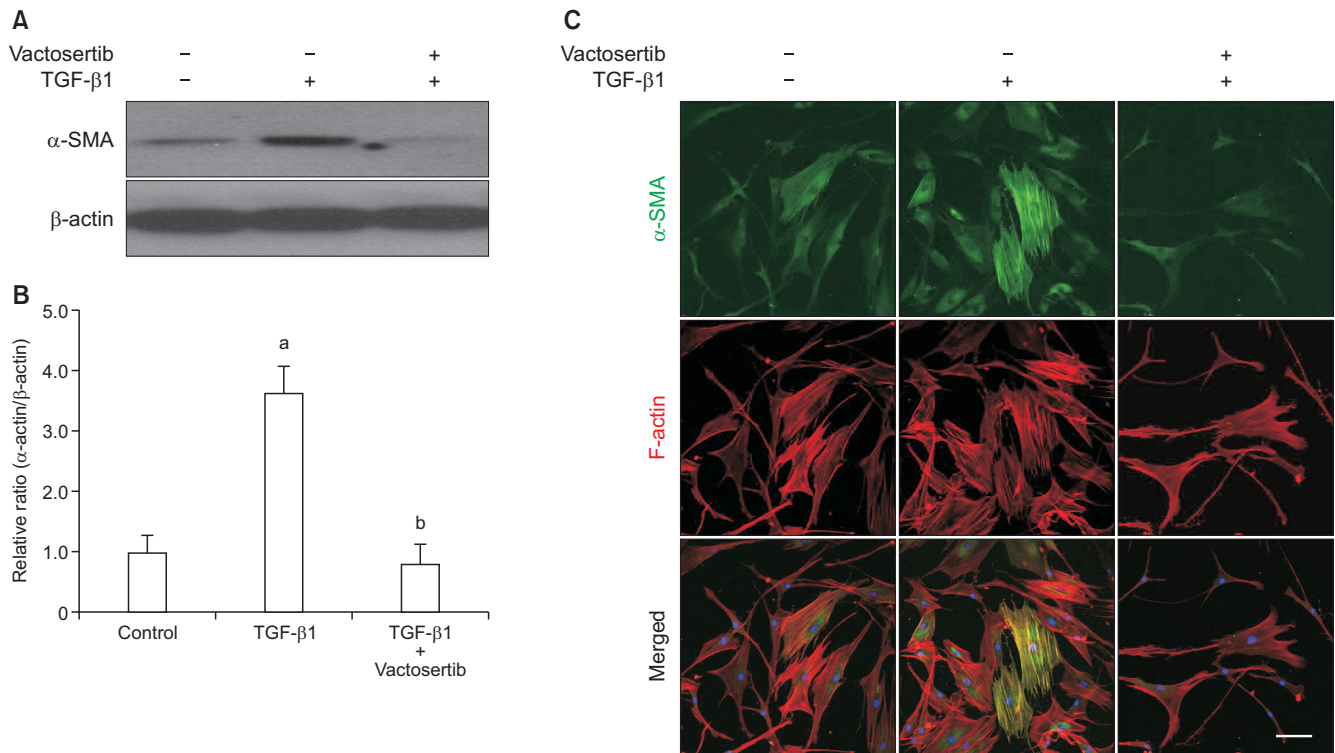 A
Vactosertib − − +
TGF-β1 − + +
α-SMA
β-actin
B
Relative ratio (α-actin/β-actin)
5.0
4.0
3.0
2.0
1.0
0
a
b
Control
TGF-β1
TGF-β1
+
Vactosertib
C
Vactosertib − − +
TGF-β1 − + +
α-SMA
F-actin
Merged